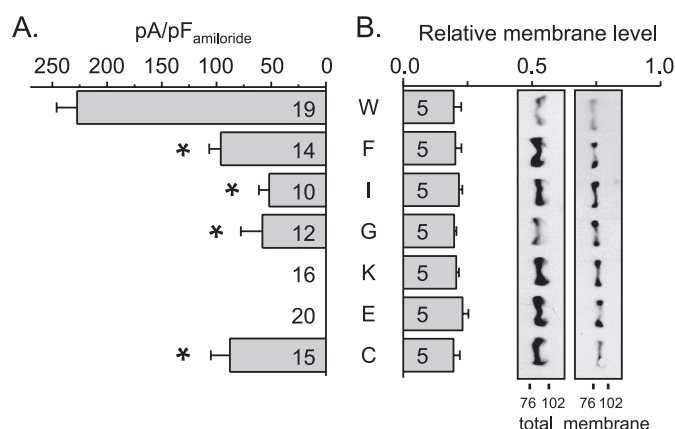 A.
pA/pFamiloride
250 200 150 100 50 0
B.
Relative membrane level
0.0 0.5 1.0
19 W 5
* 14 F 5
* 10 I 5
* 12 G 5
16 K 5
20 E 5
* 15 C 5
76 102 76 102
total membrane